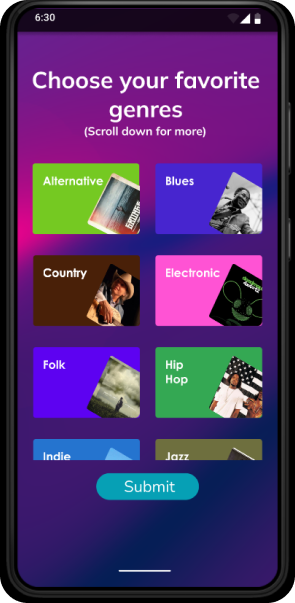 6:30
Choose your favorite
genres
(Scroll down for more)
Alternative
Blues
Country
Electronic
Folk
Hip
Hop
Indie
Jazz
Submit